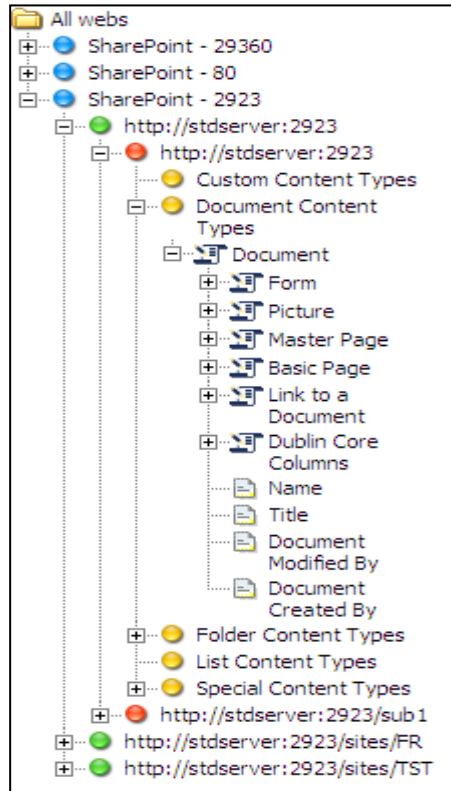 All webs
SharePoint - 29360
SharePoint - 80
SharePoint - 2923
http://stdserver:2923
http://stdserver:2923
Custom Content Types
Document Content
Types
Document
Form
Picture
Master Page
Basic Page
Link to a
Document
Dublin Core
Columns
Name
Title
Document
Modified By
Document
Created By
Folder Content Types
List Content Types
Special Content Types
http://stdserver:2923/sub1
http://stdserver:2923/sites/FR
http://stdserver:2923/sites/TST